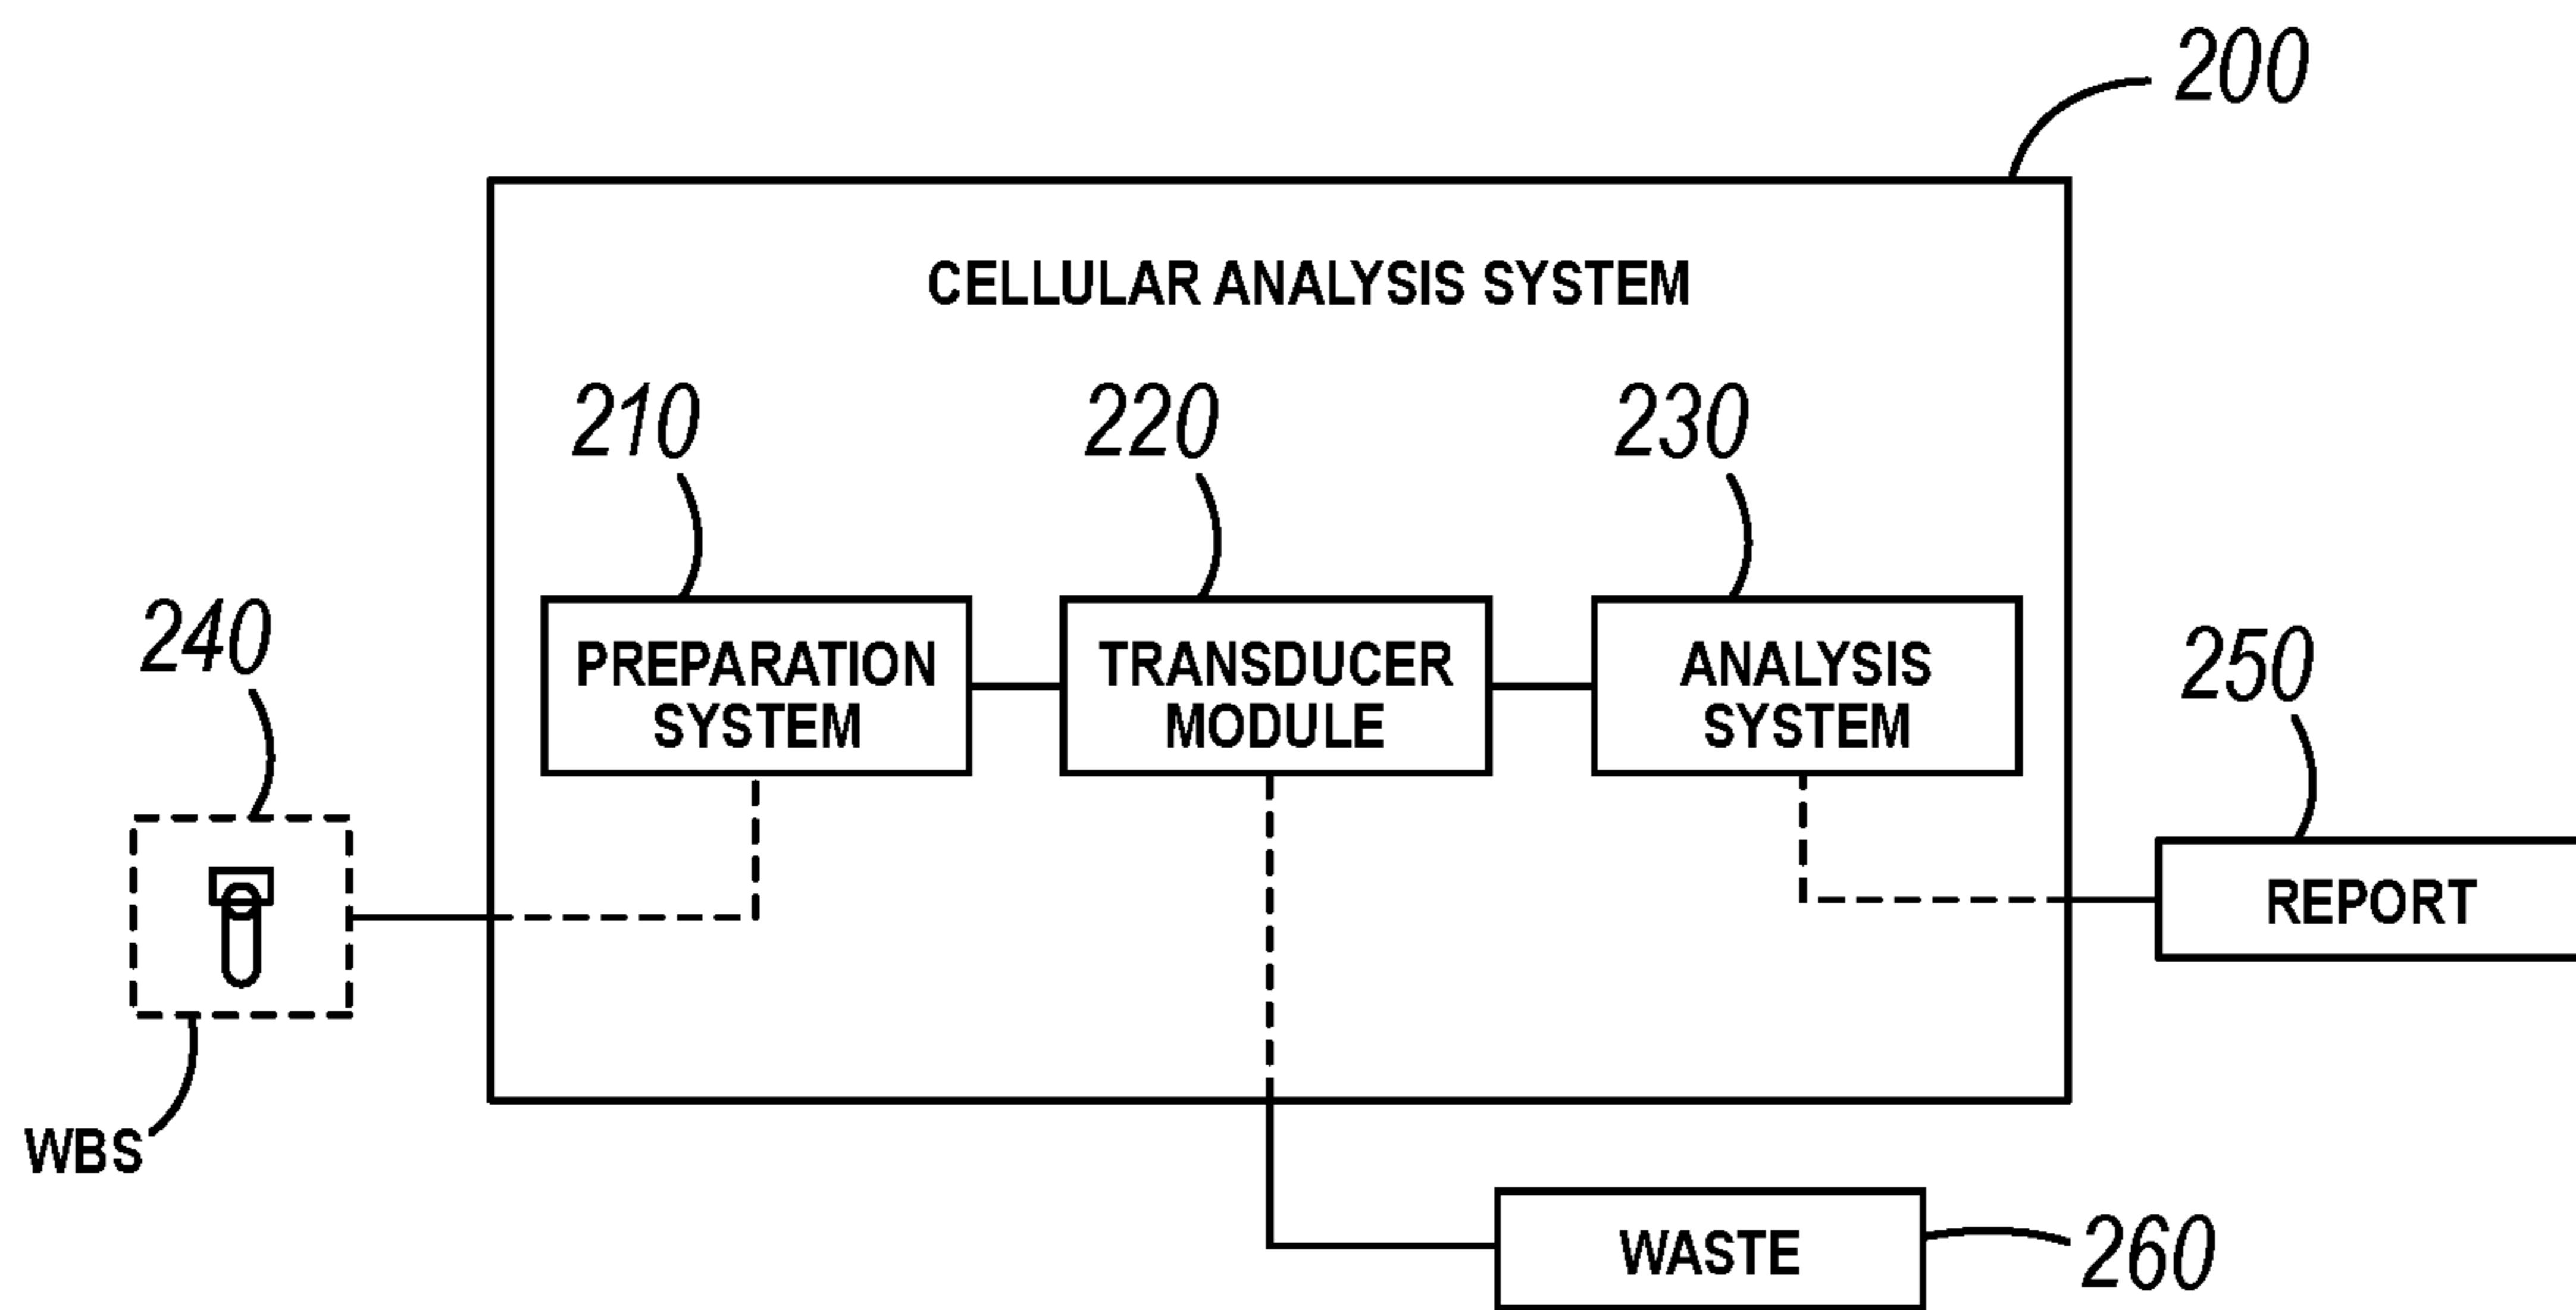 200
CELLULAR ANALYSIS SYSTEM
210
220
230
PREPARATION
SYSTEM
TRANSDUCER
MODULE
ANALYSIS
SYSTEM
240
250
REPORT
WBS
WASTE
260